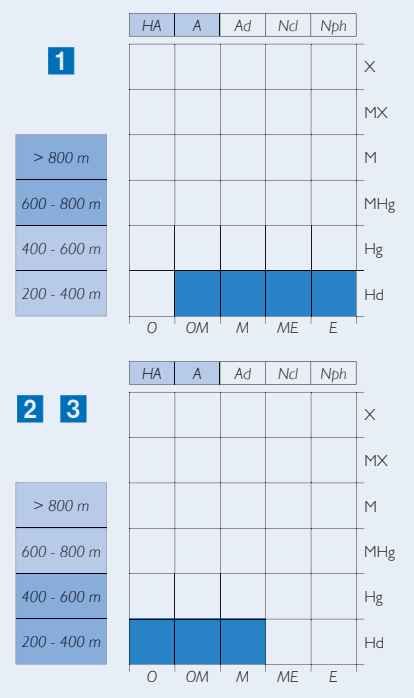 HA A Ad Ncl Nph
1
X
MX
> 800 m M
600 - 800 m MHg
400 - 600 m Hg
200 - 400 m Hd
O OM M ME E
HA A Ad Ncl Nph
2 3
X
MX
> 800 m M
600 - 800 m MHg
400 - 600 m Hg
200 - 400 m Hd
O OM M ME E